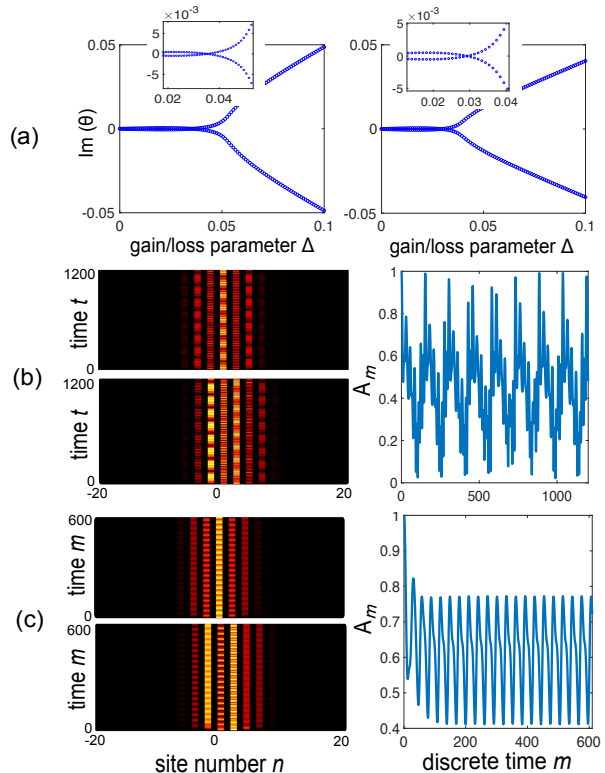 ×10⁻³
5
0
-5
0.02 0.04
0.05
0
-0.05
Im (θ)
0 0.05 0.1
gain/loss parameter Δ
×10⁻³
5
0
-5
0.02 0.03 0.04
0.05
0
-0.05
0 0.05 0.1
gain/loss parameter Δ
(a)
1200
0
time t
1200
0
time t
-20 0 20
(b)
1
0.8
0.6
0.4
0.2
0
Aₘ
0 500 1000
600
0
time m
600
0
time m
-20 0 20
site number n
(c)
1
0.9
0.8
0.7
0.6
0.5
0.4
Aₘ
0 200 400 600
discrete time m